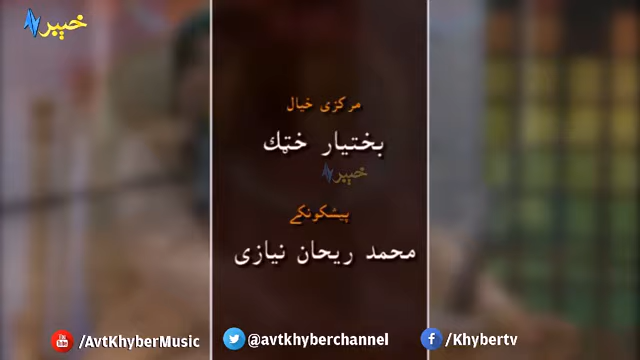 خیبر
مرکزی خیال
بختیار خټک
خیبر
پیشکونکے
محمد ریحان نیازی
/AvtKhyberMusic
@avtkhyberchannel
/Khybertv